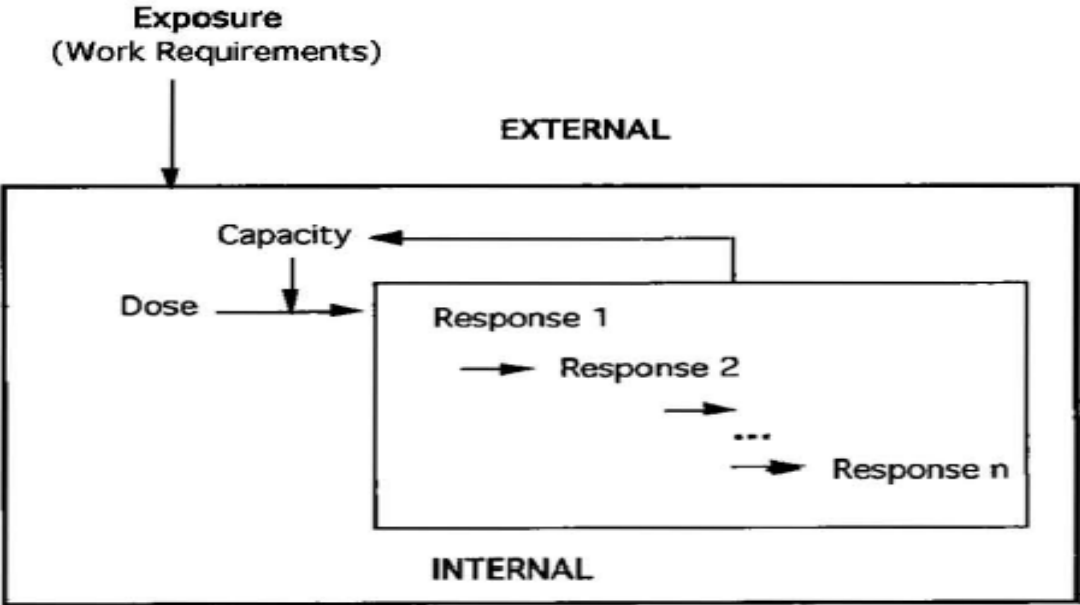 Exposure
(Work Requirements)
EXTERNAL
Capacity
Dose
Response 1
Response 2
...
Response n
INTERNAL